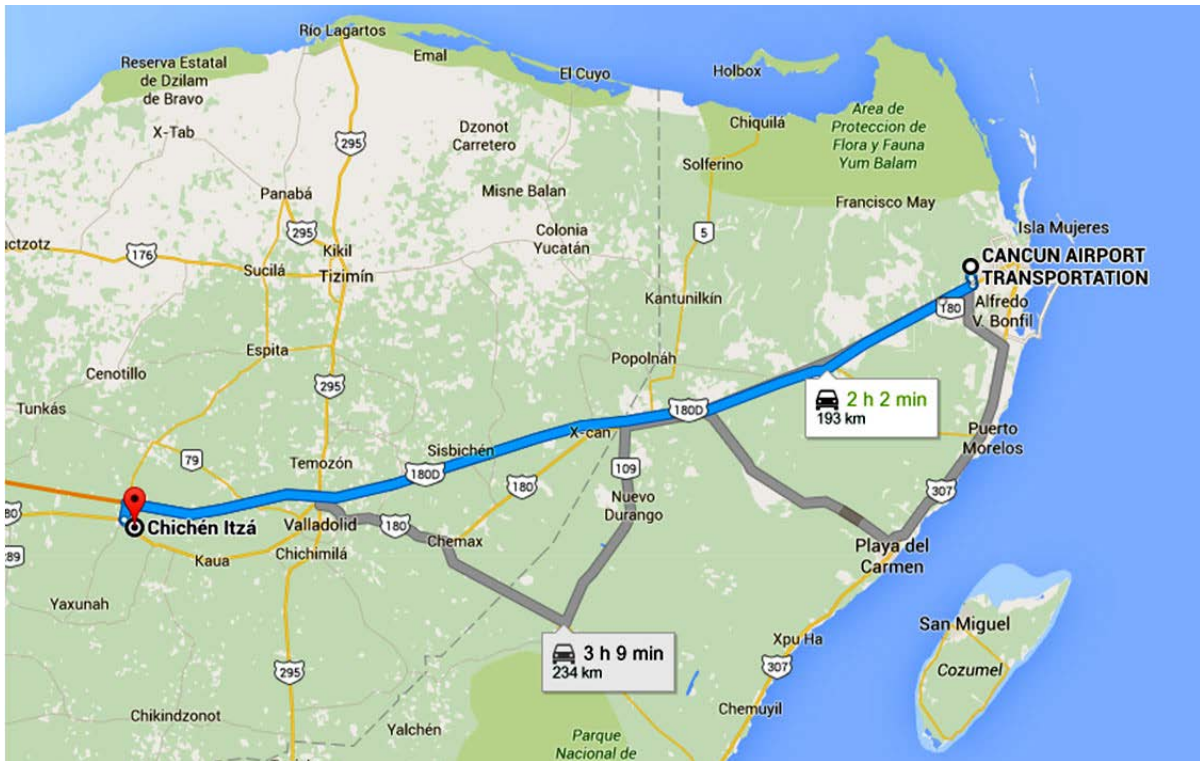 Río Lagartos
Emal
Reserva Estatal
de Dzilam
de Bravo
El Cuyo
Holbox
X-Tab
295
Dzonot
Carretero
Chiquilá
Area de
Proteccion de
Flora y Fauna
Yum Balam
Solferino
Panabá
Misne Balan
Francisco May
295
Colonia
Yucatán
5
Isla Mujeres
uctzotz
176
Kikil
Sucilá
Tizimín
CANCUN AIRPORT
TRANSPORTATION
Kantunilkín
180
Alfredo
V. Bonfil
Espita
Popolnáh
Cenotillo
295
2 h 2 min
193 km
Tunkás
180D
X-can
Puerto
Morelos
Sisbichén
79
Temozón
180D
109
180
307
Nuevo
Durango
80
Chichén Itzá
Valladolid
180
Chemax
Playa del
Carmen
89
Kaua
Chichimilá
Yaxunah
San Miguel
3 h 9 min
234 km
Xpu Ha
307
295
Cozumel
Chikindzonot
Yalchén
Chemuyil
Parque
Nacional de